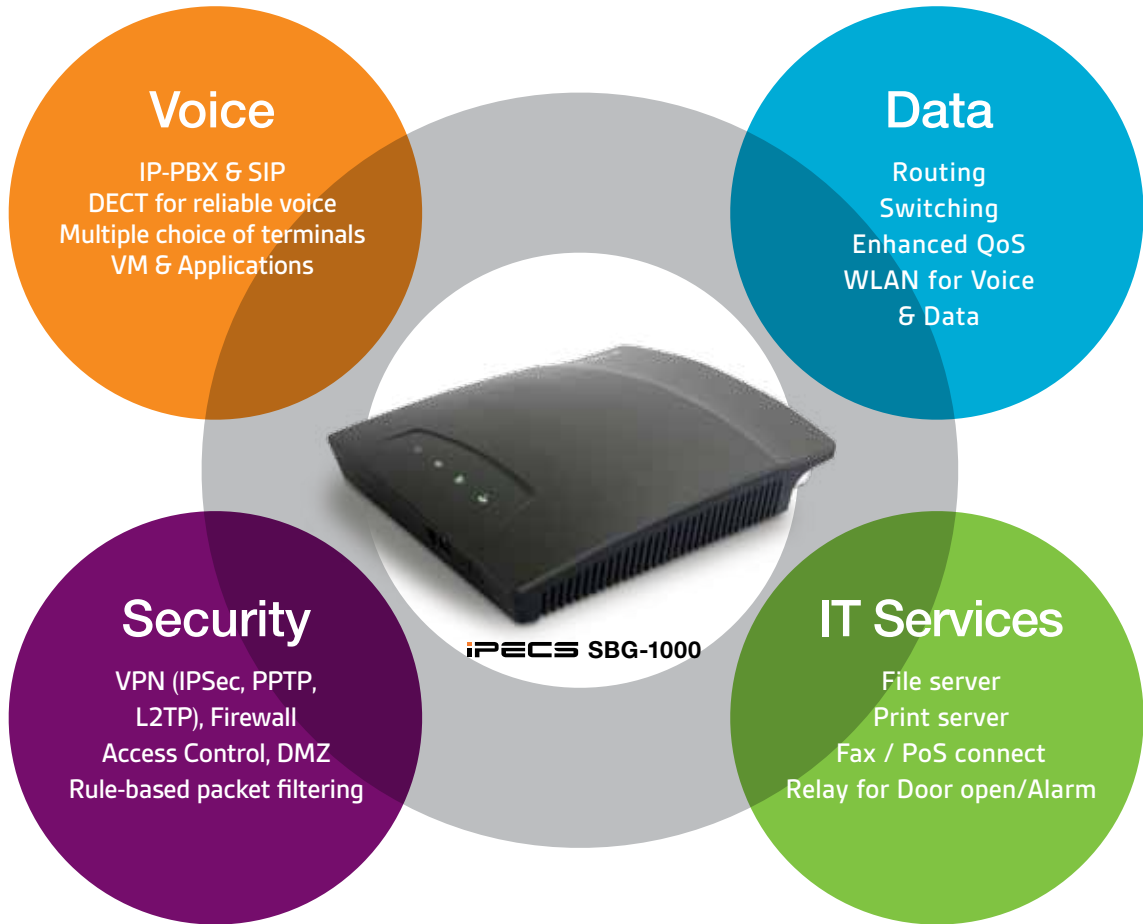 Voice
IP-PBX & SIP
DECT for reliable voice
Multiple choice of terminals
VM & Applications
Data
Routing
Switching
Enhanced QoS
WLAN for Voice
& Data
iPECS SBG-1000
Security
VPN (IPSec, PPTP,
L2TP), Firewall
Access Control, DMZ
Rule-based packet filtering
IT Services
File server
Print server
Fax / PoS connect
Relay for Door open/Alarm